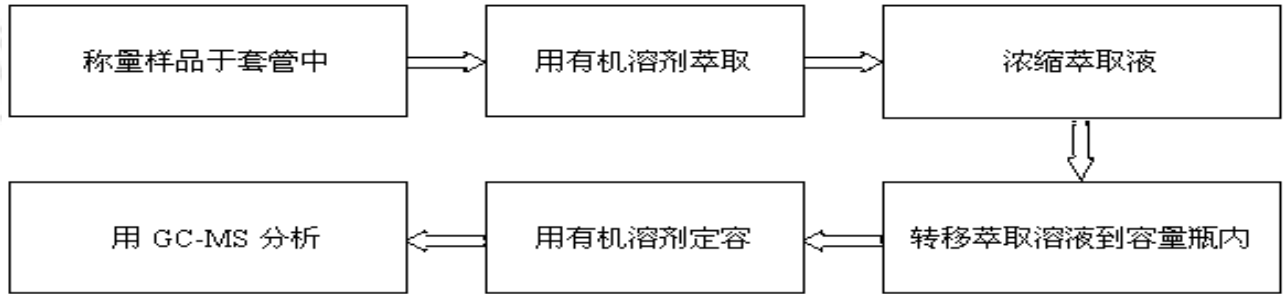 称量样品于套管中
用有机溶剂萃取
浓缩萃取液
转移萃取溶液到容量瓶内
用有机溶剂定容
用 GC-MS 分析